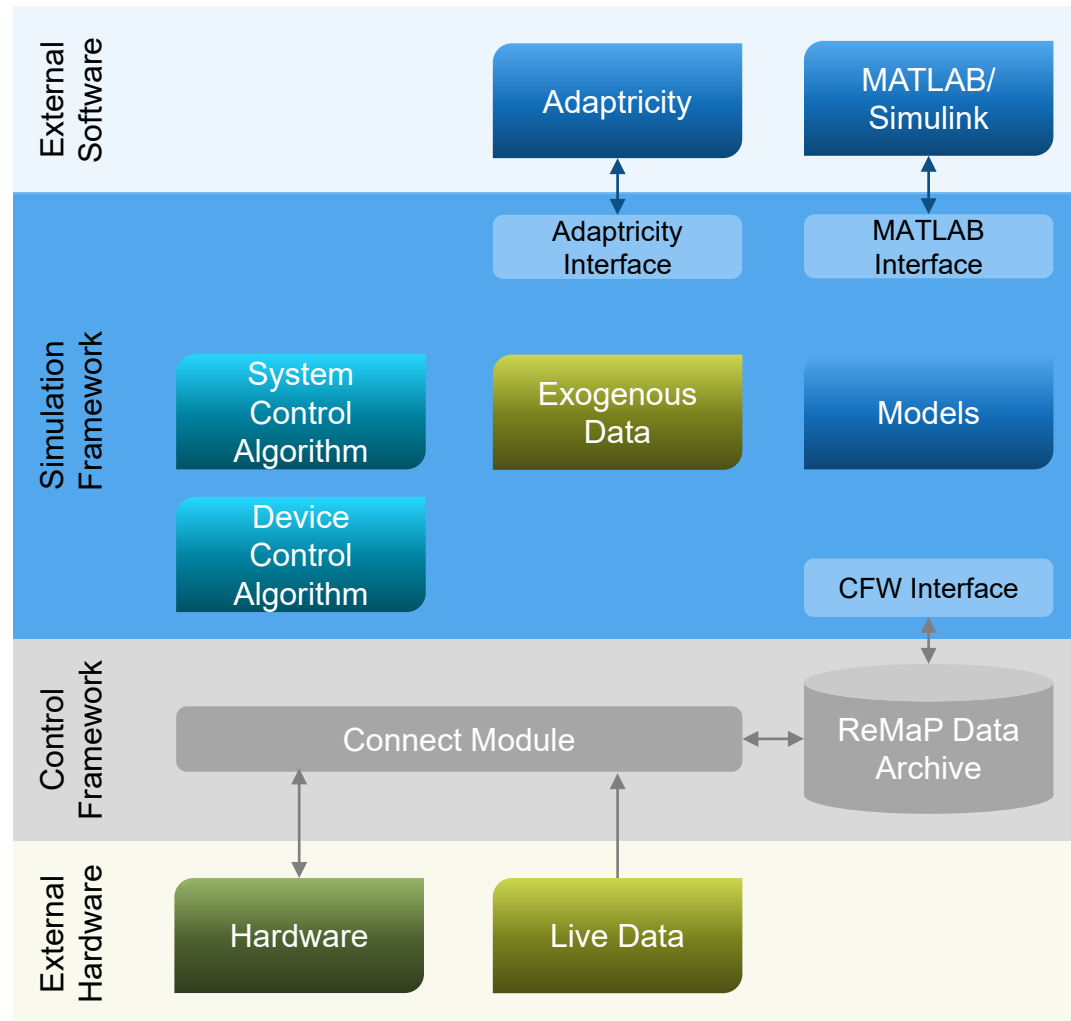 External
Software
Adaptricity
MATLAB/
Simulink
Simulation
Framework
Adaptricity
Interface
MATLAB
Interface
System
Control
Algorithm
Exogenous
Data
Models
Device
Control
Algorithm
CFW Interface
Control
Framework
Connect Module
ReMaP Data
Archive
External
Hardware
Hardware
Live Data